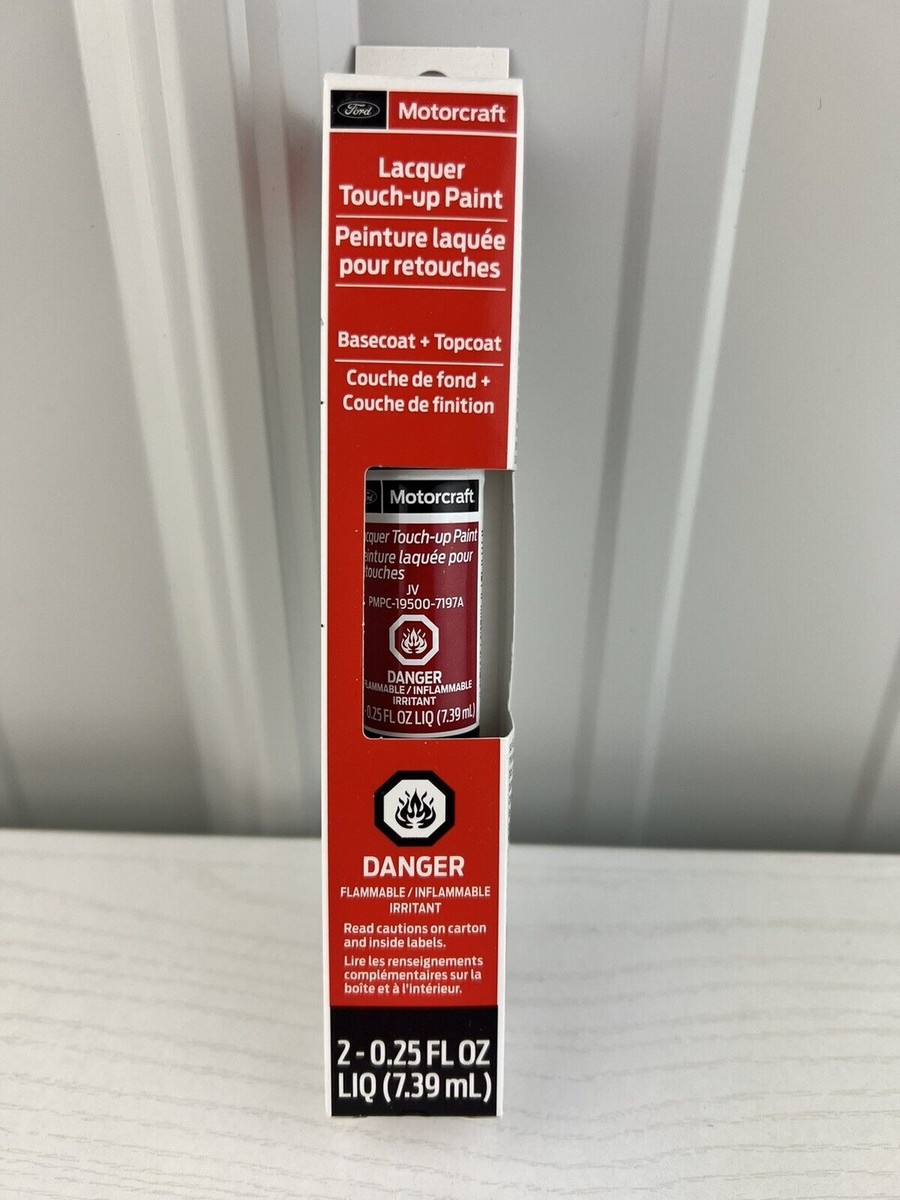 Ford Motorcraft
Lacquer
Touch-up Paint
Peinture laquée
pour retouches
Basecoat + Topcoat
Couche de fond +
Couche de finition
Motorcraft
Touch-up Paint
laquée pour
JV
PMPC-19500-7197A
DANGER
FLAMMABLE / INFLAMMABLE
IRRITANT
0.25 FL OZ LIQ (7.39 mL)
DANGER
FLAMMABLE / INFLAMMABLE
IRRITANT
Read cautions on carton
and inside labels.
Lire les renseignements
complémentaires sur la
boîte et à l'intérieur.
2 - 0.25 FL OZ
LIQ (7.39 mL)